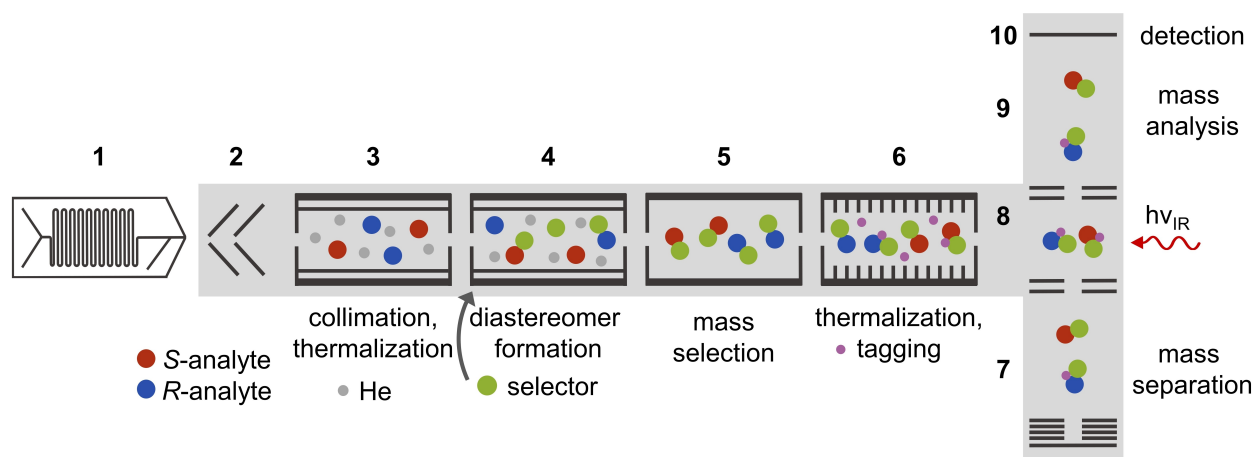 10
detection
9
mass
analysis
1
2
3
4
5
6
8
hνIR
collimation,
thermalization
diastereomer
formation
mass
selection
thermalization,
tagging
S-analyte
R-analyte
He
selector
7
mass
separation